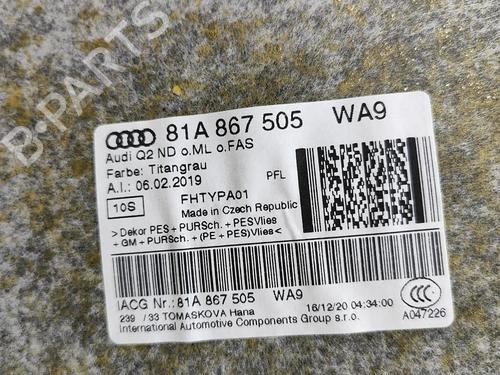 B-PARTS
81A 867 505 WA9
Audi Q2 ND o.ML o.FAS
Farbe: Titangrau
A.I.: 06.02.2019 PFL
10S FHTYPA01
Made in Czech Republic
>Dekor PES + PURSch. + PESVlies
+ GM + PURSch. + (PE + PES)Vlies<
IACG Nr.: 81A 867 505 WA9
239 / 33 TOMASKOVA Hana 16/12/20 04:34:00
International Automotive Components Group s.r.o.
CCC
A047226